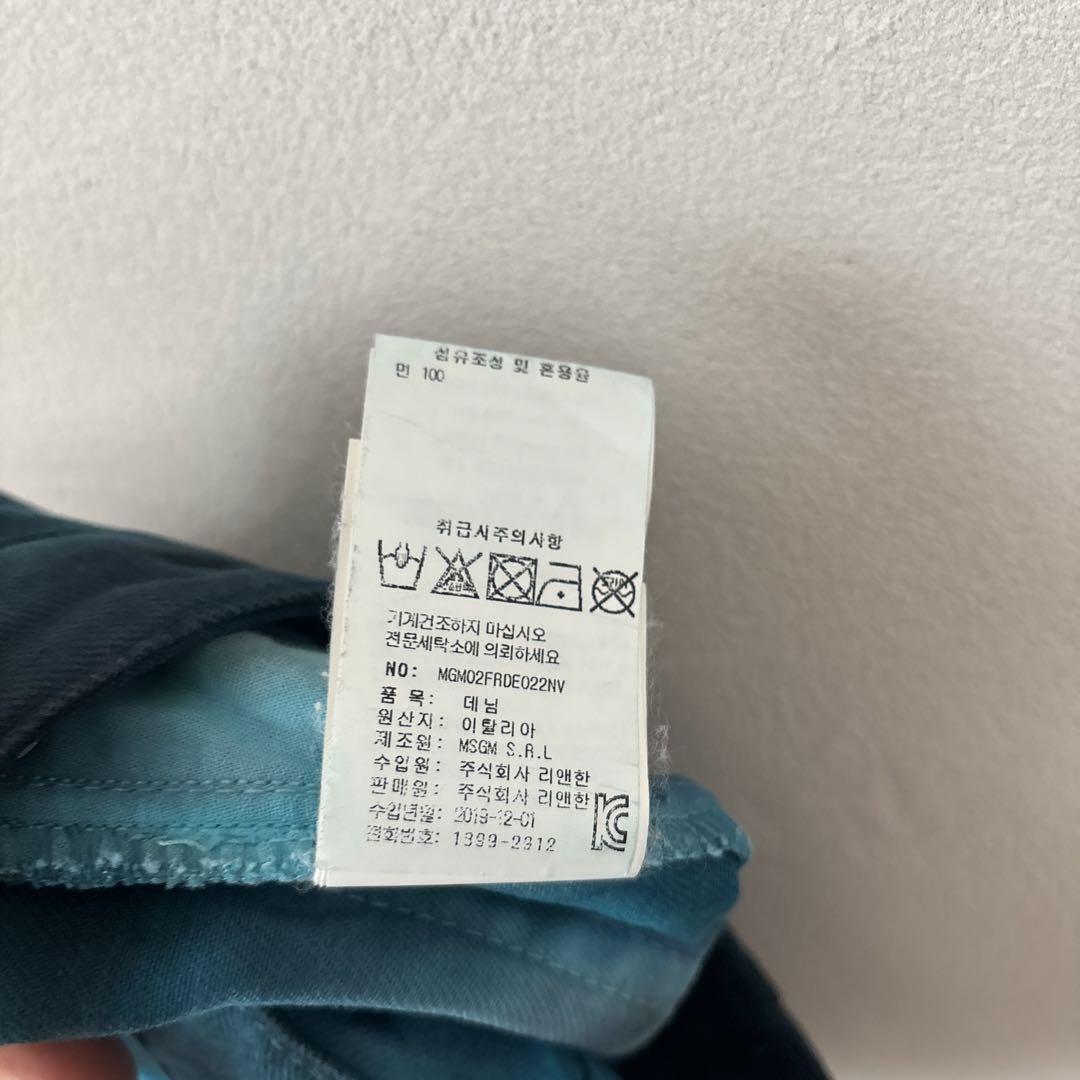 섬유조성 및 혼용율
면 100
취급시주의사항
기계건조하지 마십시오
전문세탁소에 의뢰하세요
NO: MGM02FRDE022NV
품 목: 데님
원산지: 이탈리아
제조원: MSGM S.R.L
수입원: 주식회사 리앤한
판매원: 주식회사 리앤한
수입년월: 2019-12-01
전화번호: